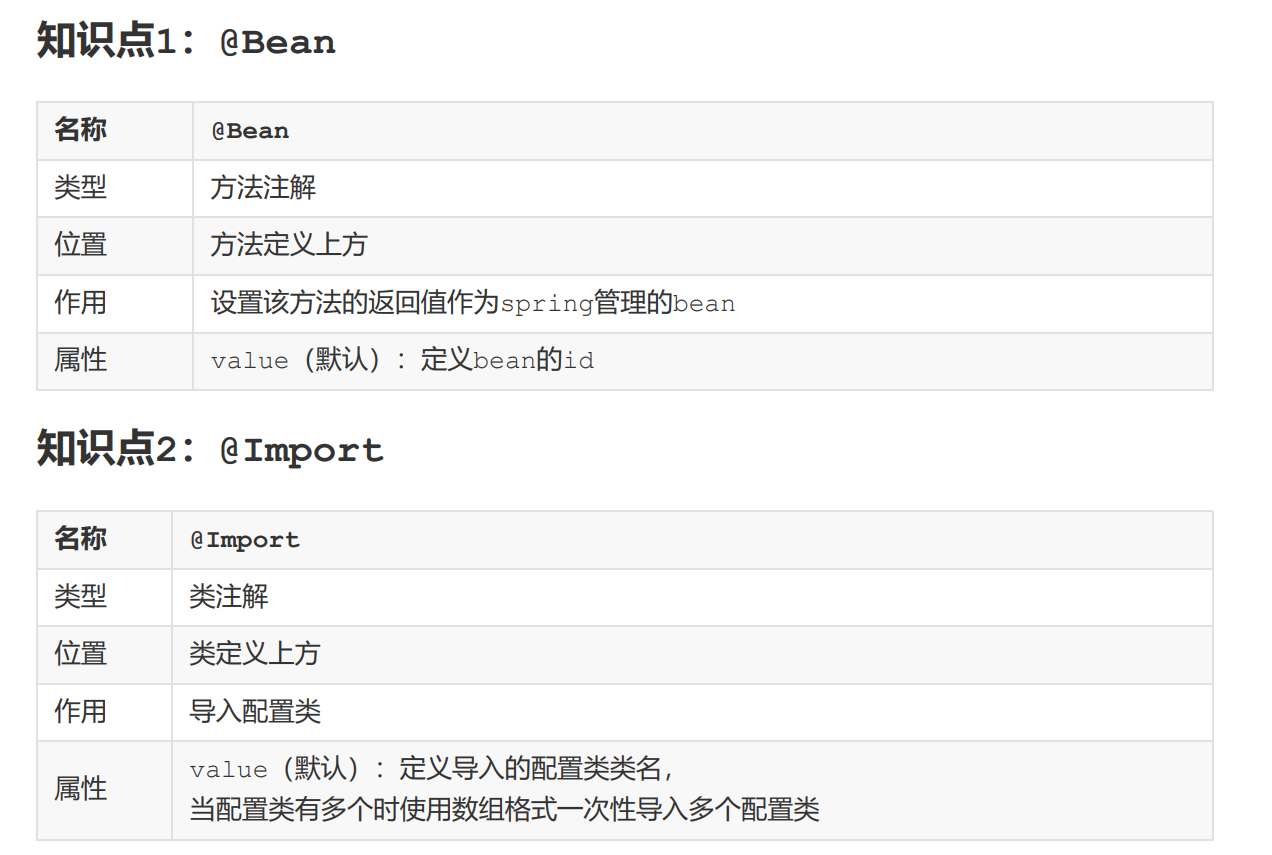 知识点1：@Bean
名称 @Bean
类型 方法注解
位置 方法定义上方
作用 设置该方法的返回值作为spring管理的bean
属性 value（默认）：定义bean的id
知识点2：@Import
名称 @Import
类型 类注解
位置 类定义上方
作用 导入配置类
属性 value（默认）：定义导入的配置类类名，
当配置类有多个时使用数组格式一次性导入多个配置类